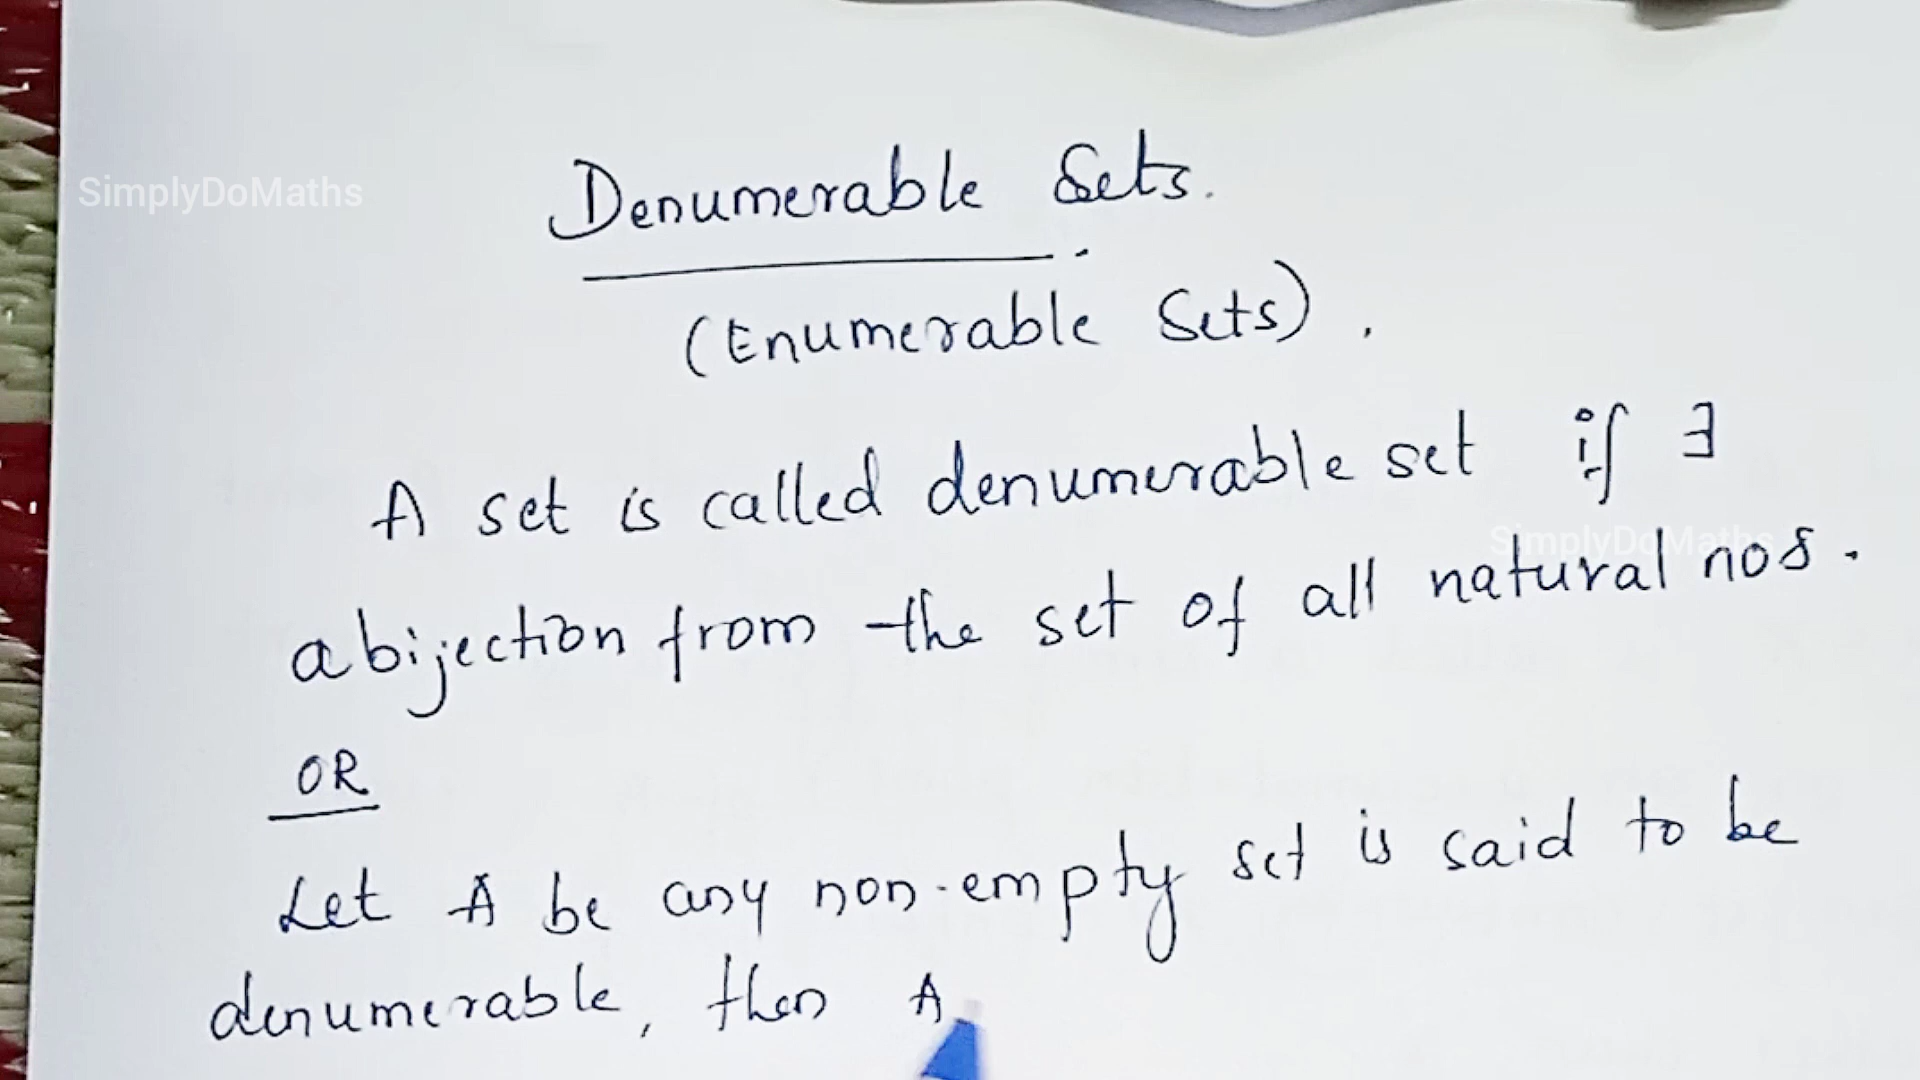 SimplyDoMaths
Denumerable Sets.
(Enumerable Sets).
A set is called denumerable set if ∃
SimplyDoMaths
a bijection from the set of all natural nos.
OR
Let A be any non-empty set is said to be
denumerable, then A